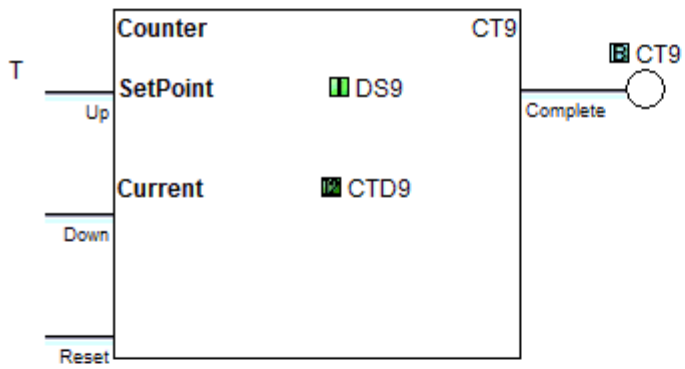 Counter CT9
B CT9
T
SetPoint DS9
Up
Complete
Current CTD9
Down
Reset